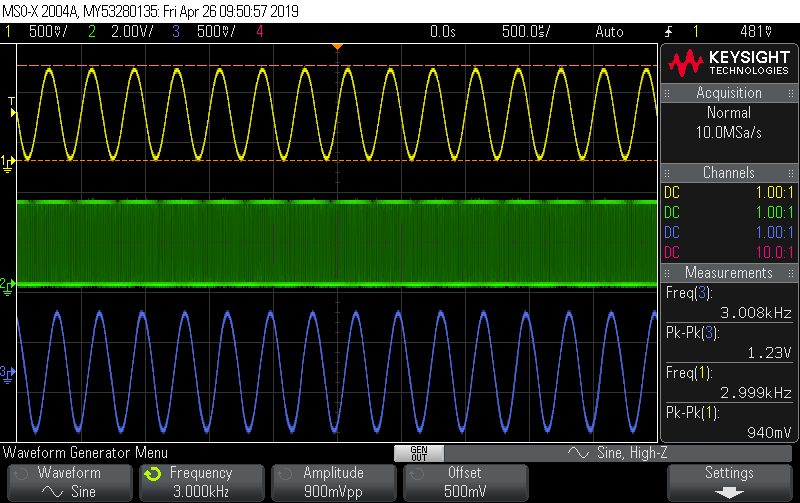 MSO-X 2004A, MY53280135: Fri Apr 26 09:50:57 2019
1 500mV/ 2 2.00V/ 3 500mV/ 4 0.0s 500.0µs/ Auto 1 481mV
KEYSIGHT
TECHNOLOGIES
Acquisition
Normal
10.0MSa/s
Channels
DC 1.00:1
DC 1.00:1
DC 1.00:1
DC 10.0:1
Measurements
Freq(3):
3.008kHz
Pk-Pk(3):
1.23V
Freq(1):
2.999kHz
Pk-Pk(1):
940mV
T
1
2
3
Waveform Generator Menu
GEN
OUT
Sine, High-Z
Waveform
Sine
Frequency
3.000kHz
Amplitude
900mVpp
Offset
500mV
Settings